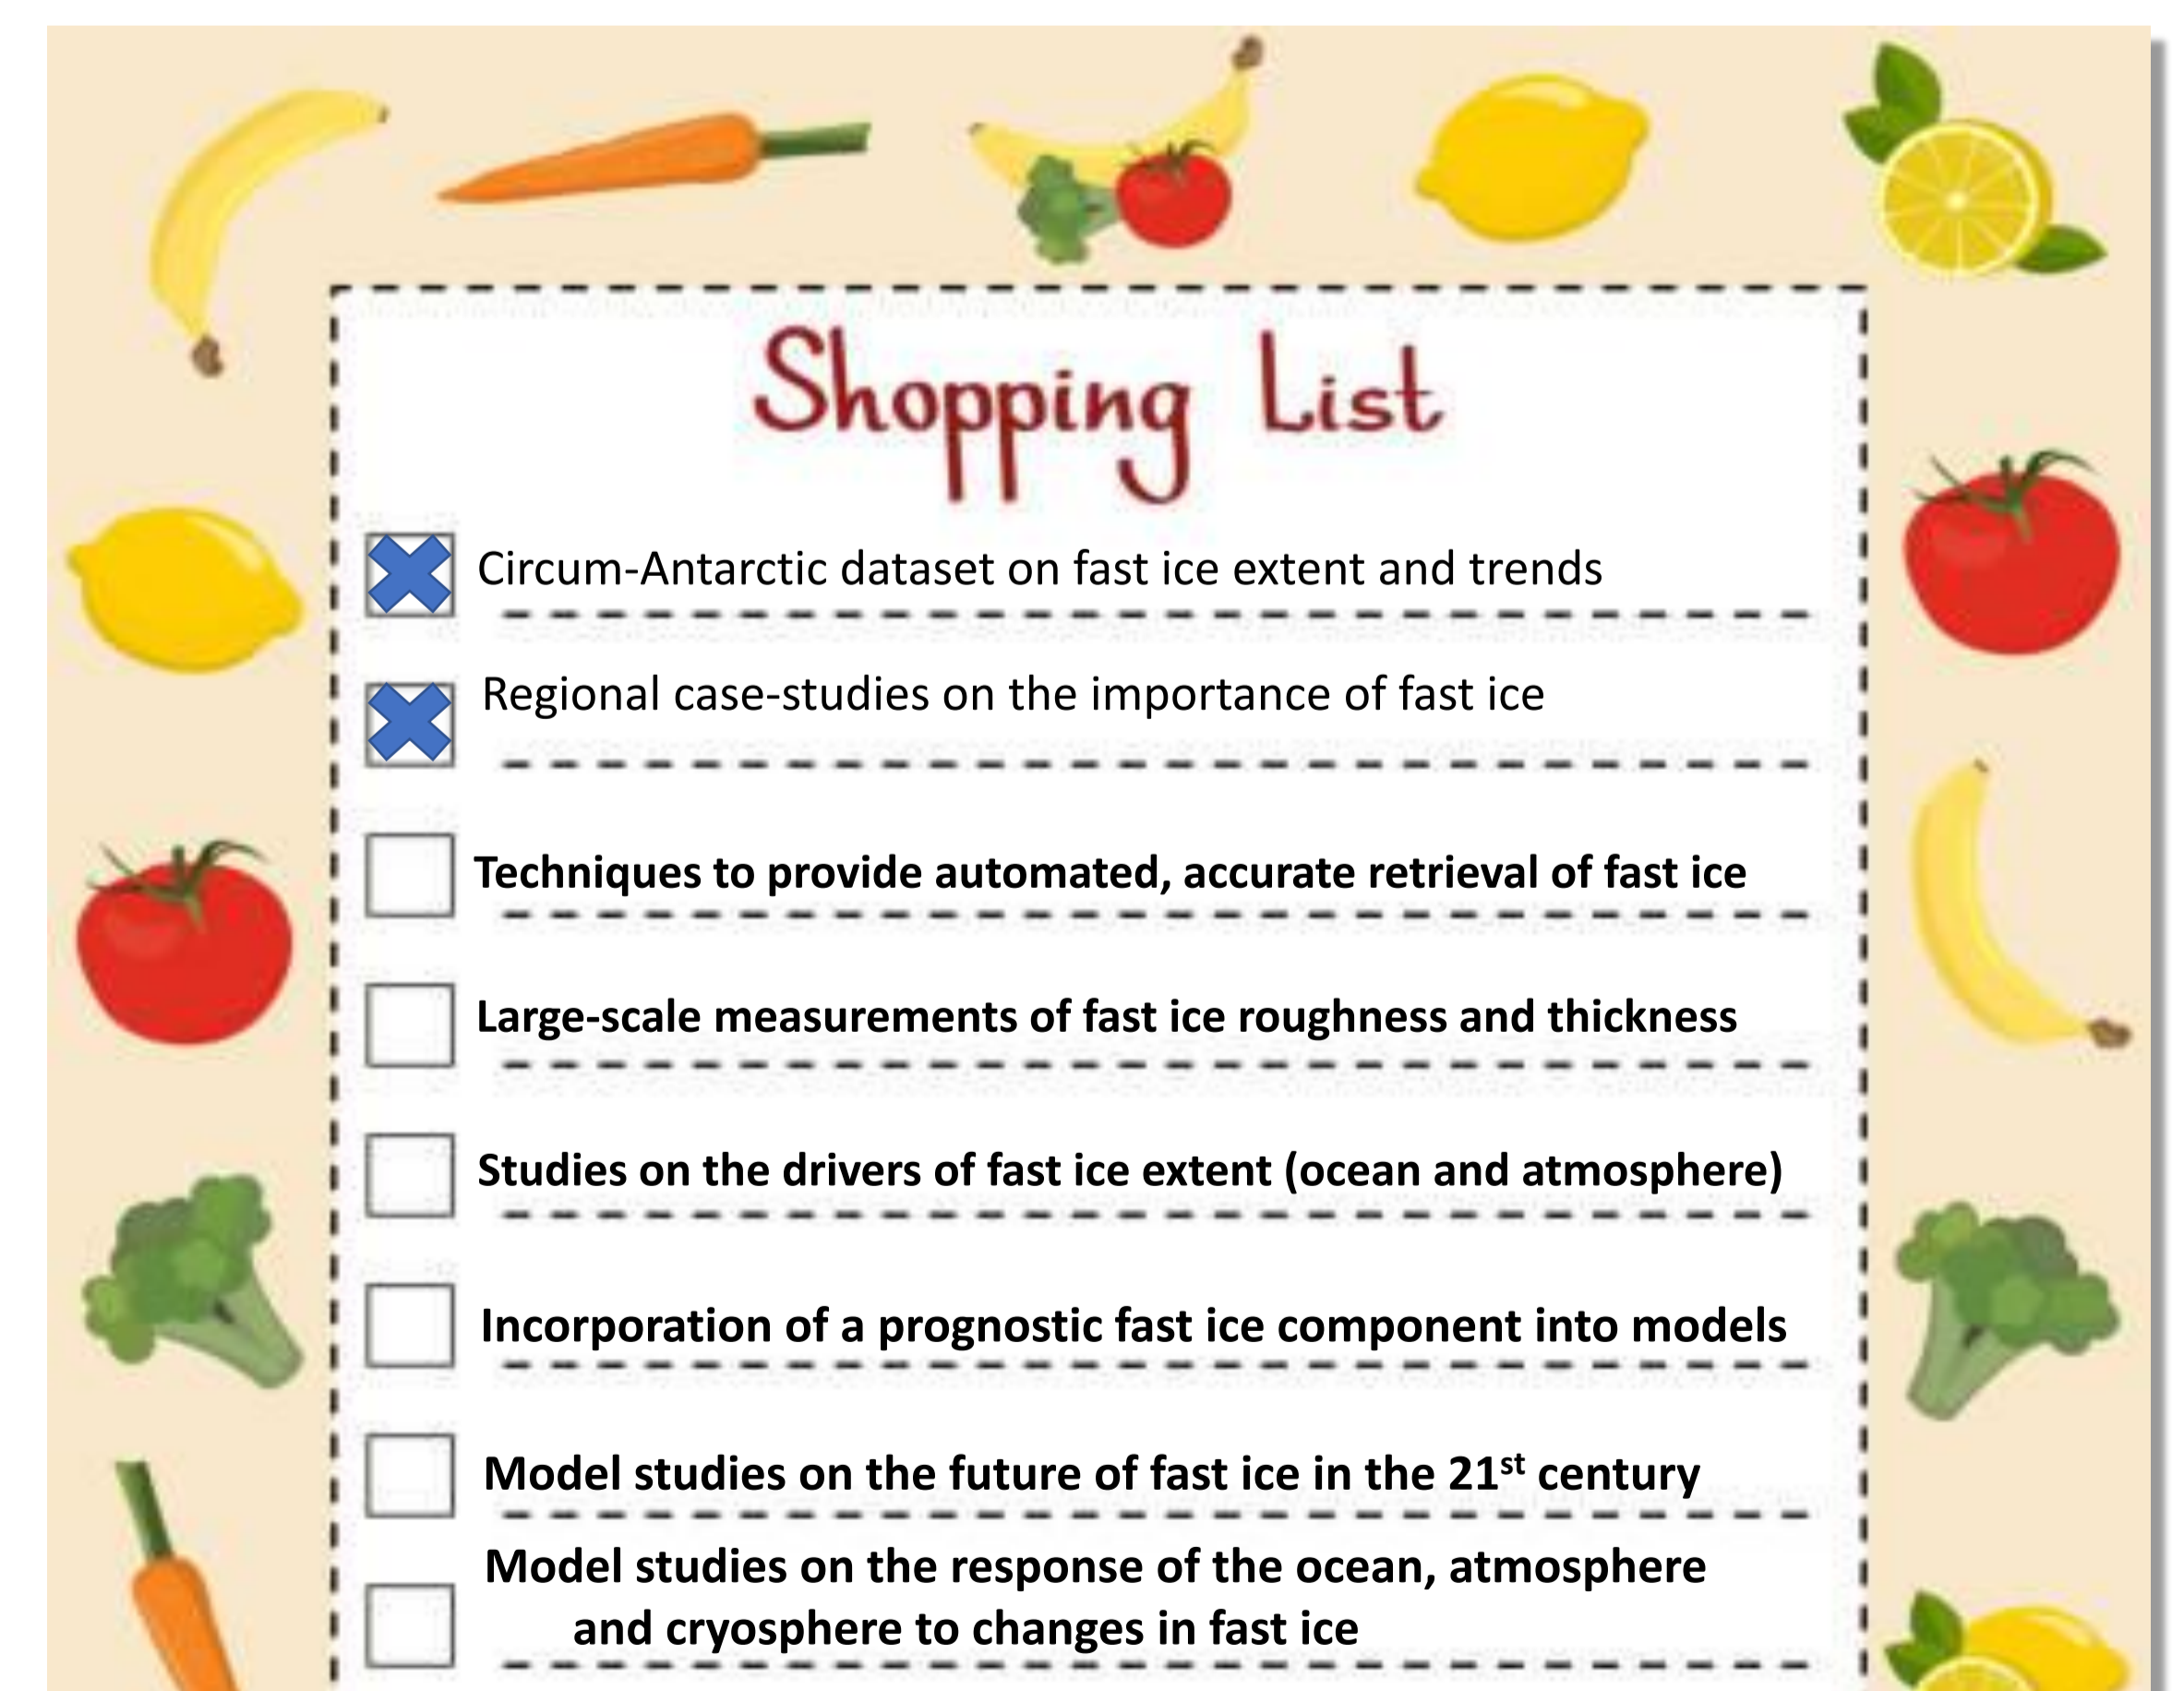 Shopping List
Circum-Antarctic dataset on fast ice extent and trends
Regional case-studies on the importance of fast ice
Techniques to provide automated, accurate retrieval of fast ice
Large-scale measurements of fast ice roughness and thickness
Studies on the drivers of fast ice extent (ocean and atmosphere)
Incorporation of a prognostic fast ice component into models
Model studies on the future of fast ice in the 21st century
Model studies on the response of the ocean, atmosphere
and cryosphere to changes in fast ice